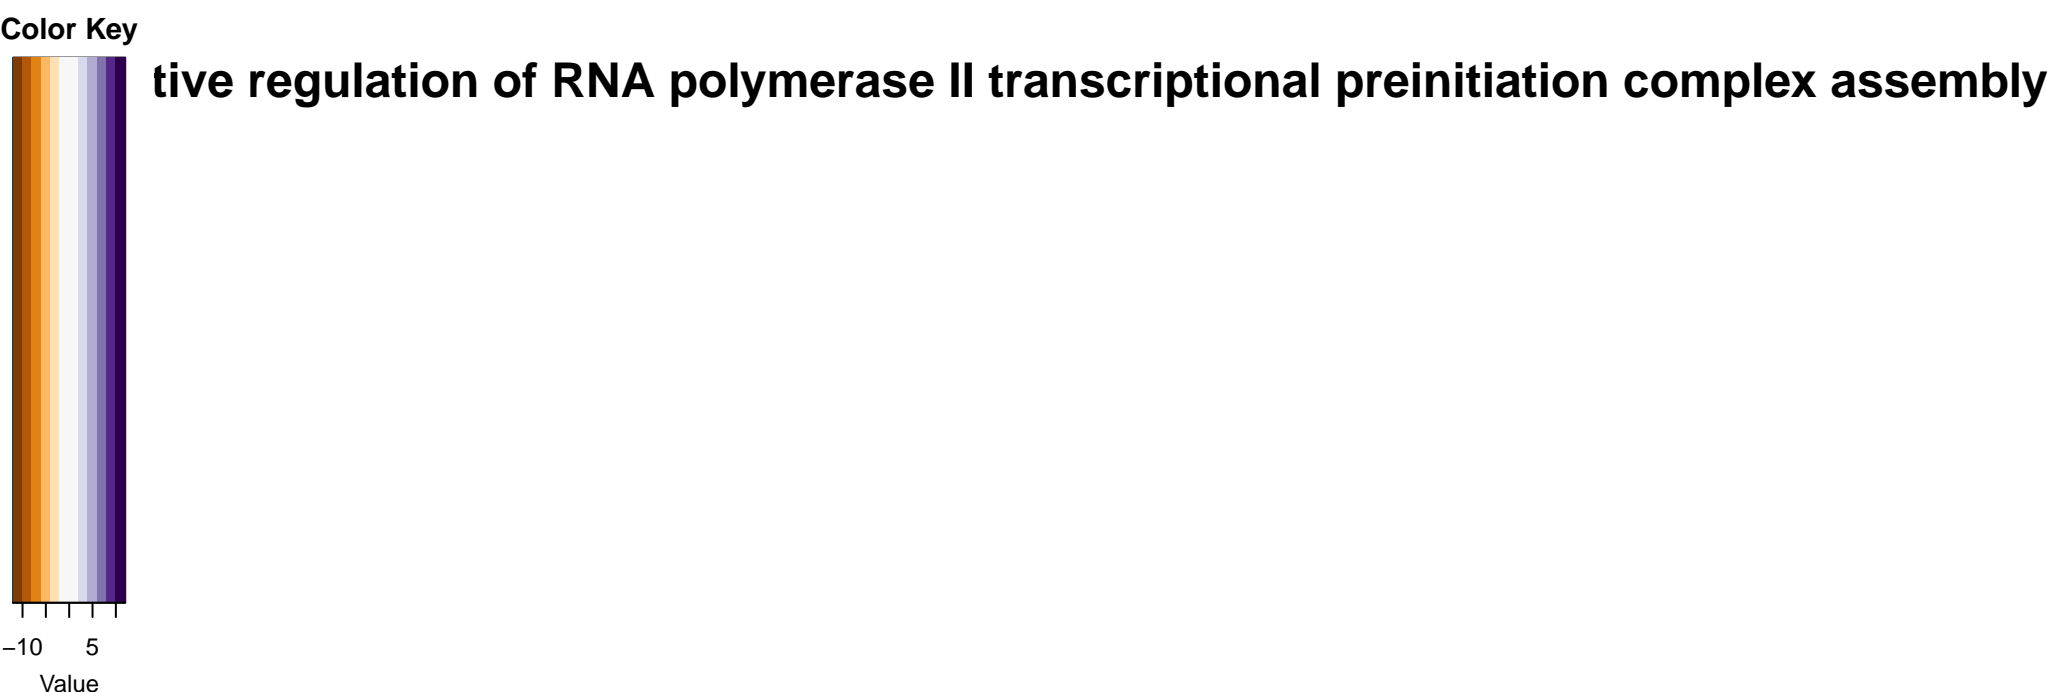 Color Key
tive regulation of RNA polymerase II transcriptional preinitiation complex assembly
−10 5
Value